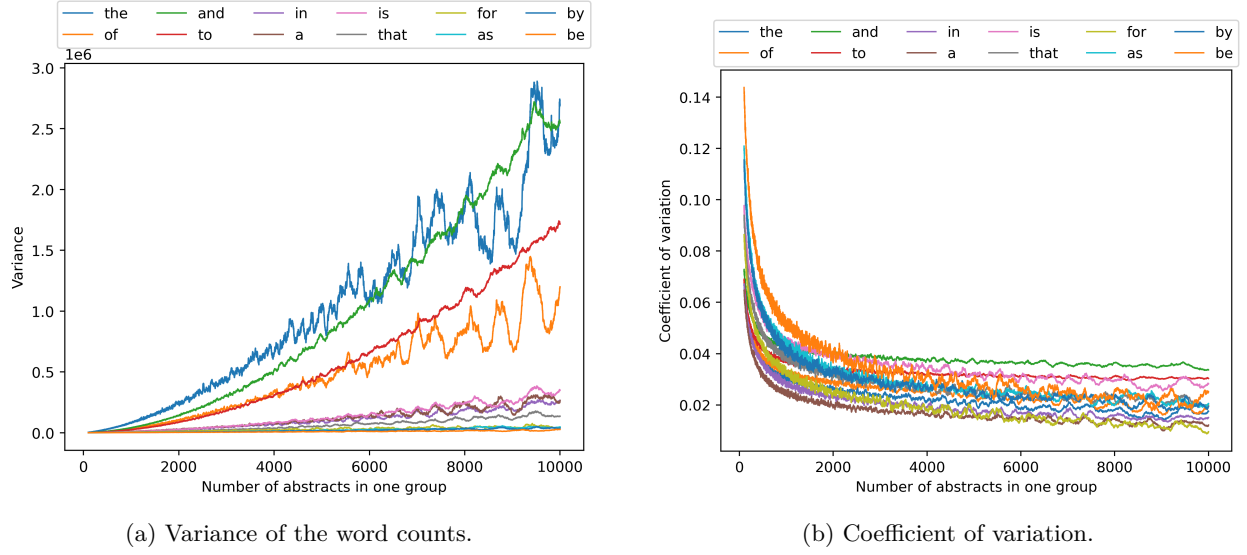 the and in is for by
of to a that as be
1e6
3.0
2.5
2.0
1.5
1.0
0.5
0.0
Variance
0 2000 4000 6000 8000 10000
Number of abstracts in one group
(a) Variance of the word counts.
the and in is for by
of to a that as be
0.14
0.12
0.10
0.08
0.06
0.04
0.02
Coefficient of variation
0 2000 4000 6000 8000 10000
Number of abstracts in one group
(b) Coefficient of variation.